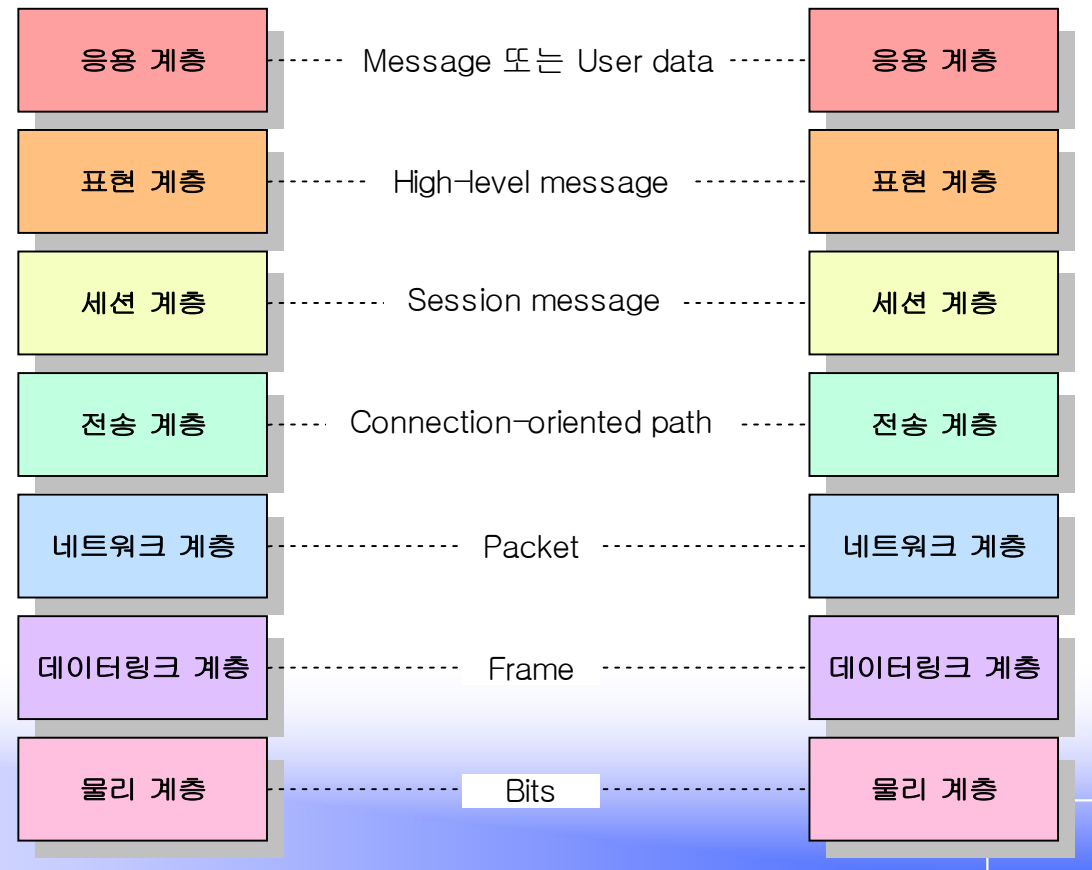 응용 계층 Message 또는 User data 응용 계층
표현 계층 High-level message 표현 계층
세션 계층 Session message 세션 계층
전송 계층 Connection-oriented path 전송 계층
네트워크 계층 Packet 네트워크 계층
데이터링크 계층 Frame 데이터링크 계층
물리 계층 Bits 물리 계층